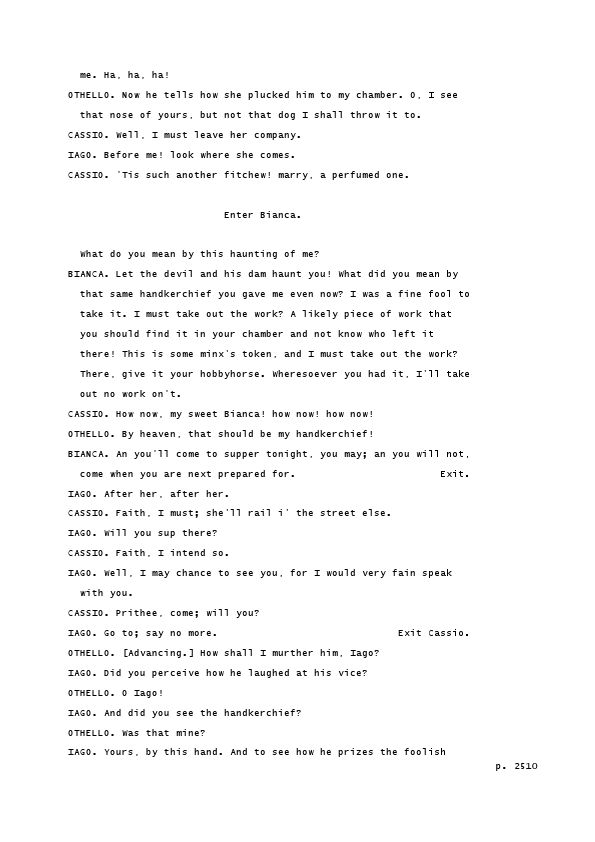 me. Ha, ha, ha!
OTHELLO. Now he tells how she plucked him to my chamber. O, I see
that nose of yours, but not that dog I shall throw it to.
CASSIO. Well, I must leave her company.
IAGO. Before me! look where she comes.
CASSIO. 'Tis such another fitchew! marry, a perfumed one.
Enter Bianca.
What do you mean by this haunting of me?
BIANCA. Let the devil and his dam haunt you! What did you mean by
that same handkerchief you gave me even now? I was a fine fool to
take it. I must take out the work? A likely piece of work that
you should find it in your chamber and not know who left it
there! This is some minx's token, and I must take out the work?
There, give it your hobbyhorse. Wheresoever you had it, I'll take
out no work on't.
CASSIO. How now, my sweet Bianca! how now! how now!
OTHELLO. By heaven, that should be my handkerchief!
BIANCA. An you'll come to supper tonight, you may; an you will not,
come when you are next prepared for. Exit.
IAGO. After her, after her.
CASSIO. Faith, I must; she'll rail i' the street else.
IAGO. Will you sup there?
CASSIO. Faith, I intend so.
IAGO. Well, I may chance to see you, for I would very fain speak
with you.
CASSIO. Prithee, come; will you?
IAGO. Go to; say no more. Exit Cassio.
OTHELLO. [Advancing.] How shall I murther him, Iago?
IAGO. Did you perceive how he laughed at his vice?
OTHELLO. O Iago!
IAGO. And did you see the handkerchief?
OTHELLO. Was that mine?
IAGO. Yours, by this hand. And to see how he prizes the foolish
p. 2510